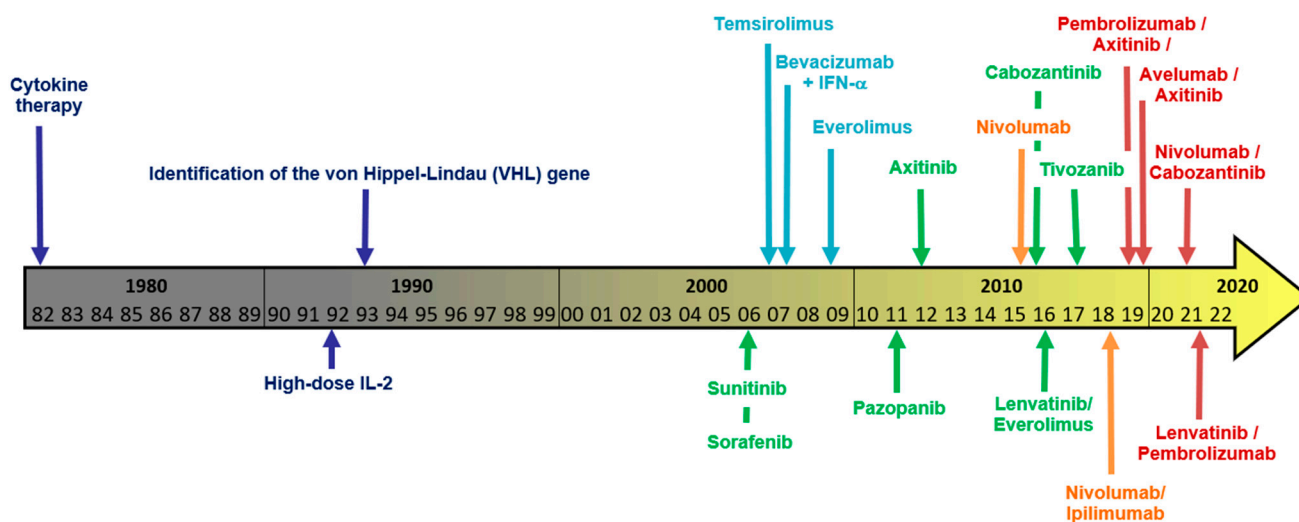 Temsirolimus
Pembrolizumab /
Axitinib /
Bevacizumab
+ IFN-α
Cabozantinib
Avelumab /
Axitinib
Cytokine
therapy
Everolimus
Nivolumab
Nivolumab /
Cabozantinib
Identification of the von Hippel-Lindau (VHL) gene
Axitinib
Tivozanib
1980 1990 2000 2010 2020
82 83 84 85 86 87 88 89 90 91 92 93 94 95 96 97 98 99 00 01 02 03 04 05 06 07 08 09 10 11 12 13 14 15 16 17 18 19 20 21 22
High-dose IL-2
Sunitinib
Sorafenib
Pazopanib
Lenvatinib/
Everolimus
Lenvatinib /
Pembrolizumab
Nivolumab/
Ipilimumab